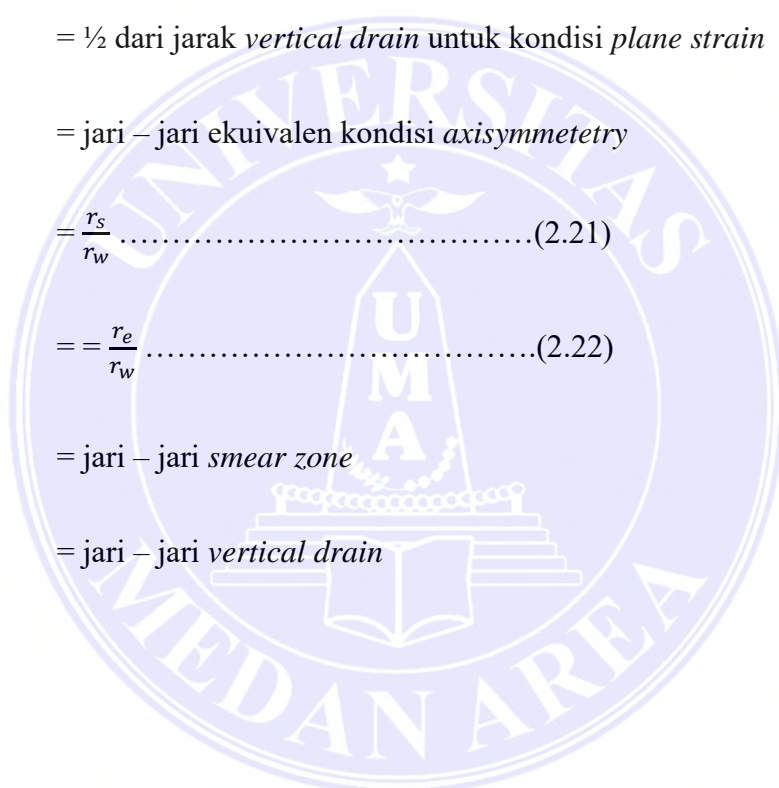 = ½ dari jarak vertical drain untuk kondisi plane strain
= jari – jari ekuivalen kondisi axisymmetetry
= r_s / r_w …………………………………(2.21)
= = r_e / r_w ……………………………….(2.22)
= jari – jari smear zone
= jari – jari vertical drain
UNIVERSITAS
UMA
MEDAN AREA